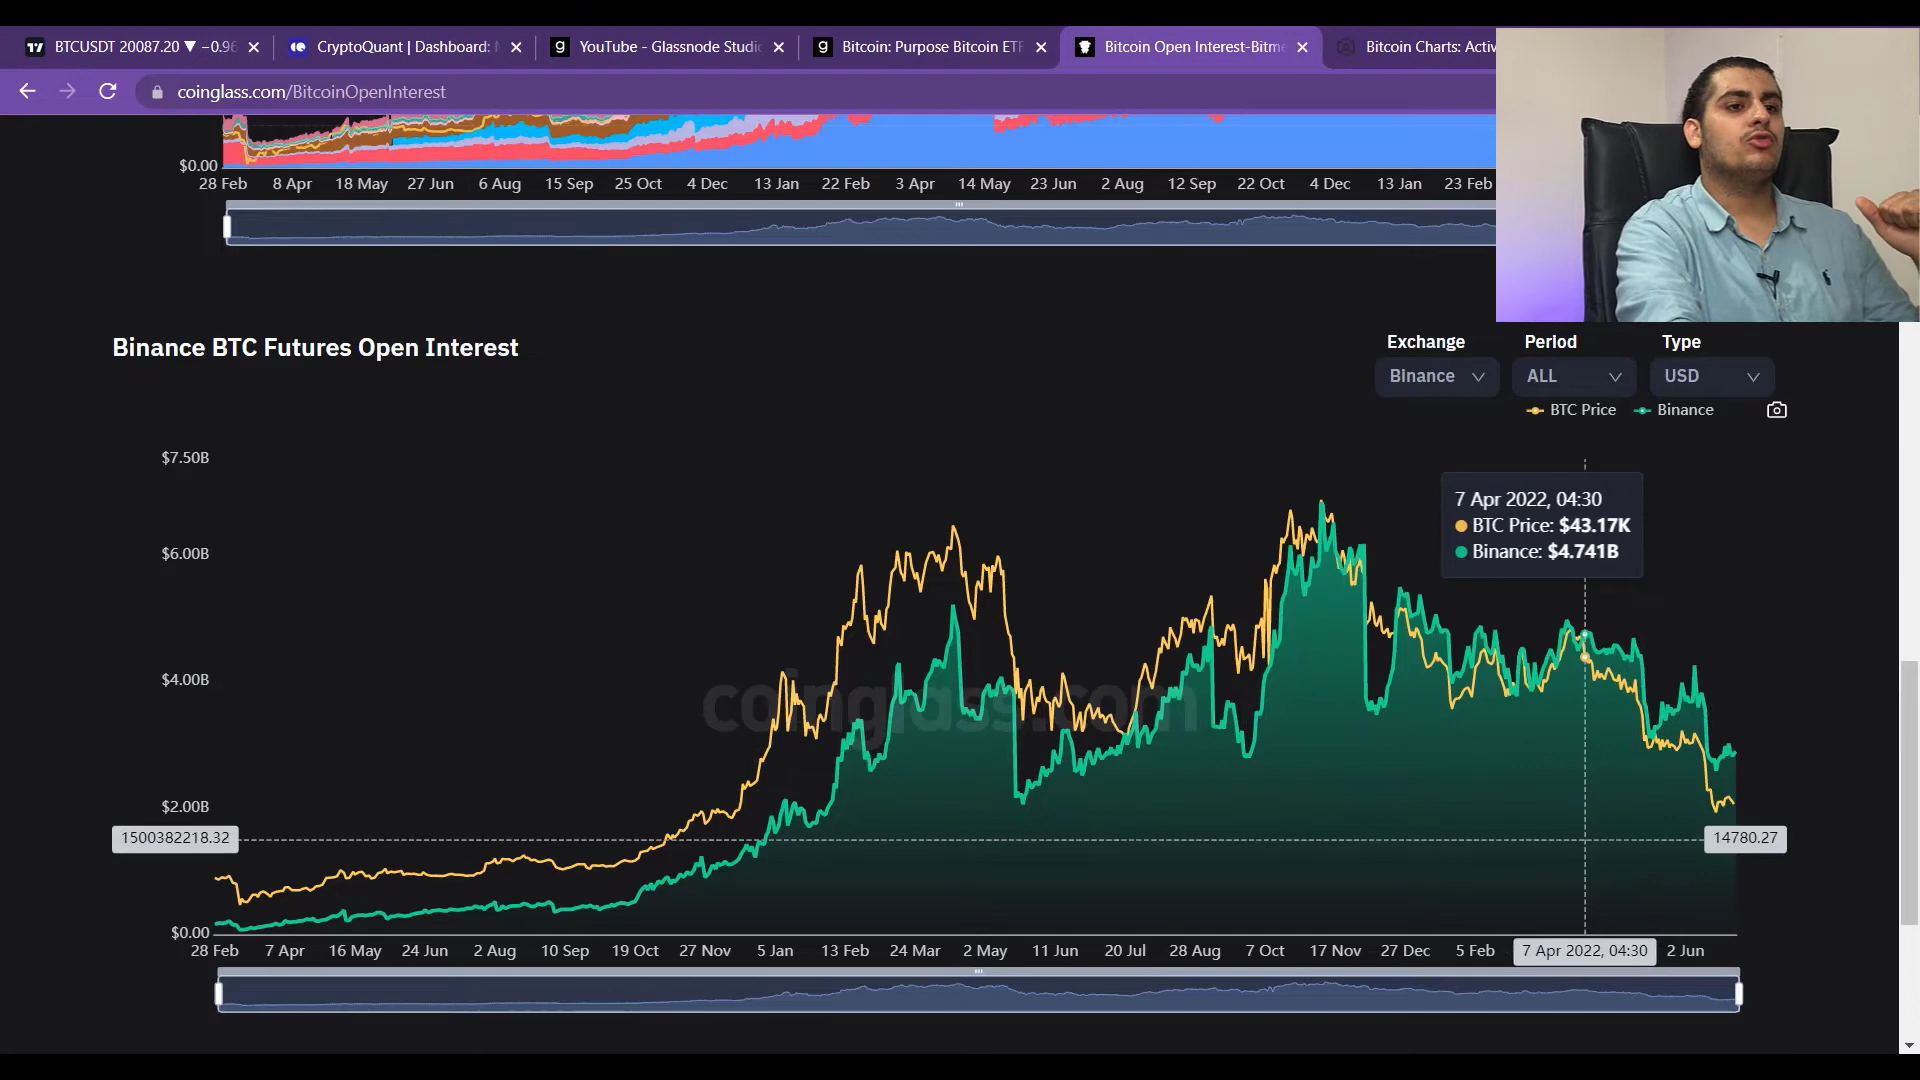 BTCUSDT 20087.20 ▼ −0.96
CryptoQuant | Dashboard:
YouTube - Glassnode Studio
Bitcoin: Purpose Bitcoin ETF
Bitcoin Open Interest-Bitme
Bitcoin Charts: Activ
coinglass.com/BitcoinOpenInterest
$0.00
28 Feb 8 Apr 18 May 27 Jun 6 Aug 15 Sep 25 Oct 4 Dec 13 Jan 22 Feb 3 Apr 14 May 23 Jun 2 Aug 12 Sep 22 Oct 4 Dec 13 Jan 23 Feb
Binance BTC Futures Open Interest
Exchange Period Type
Binance ALL USD
BTC Price Binance
$7.50B
7 Apr 2022, 04:30
BTC Price: $43.17K
Binance: $4.741B
$6.00B
$4.00B
coinglass.com
$2.00B
1500382218.32
14780.27
$0.00
28 Feb 7 Apr 16 May 24 Jun 2 Aug 10 Sep 19 Oct 27 Nov 5 Jan 13 Feb 24 Mar 2 May 11 Jun 20 Jul 28 Aug 7 Oct 17 Nov 27 Dec 5 Feb 7 Apr 2022, 04:30 2 Jun